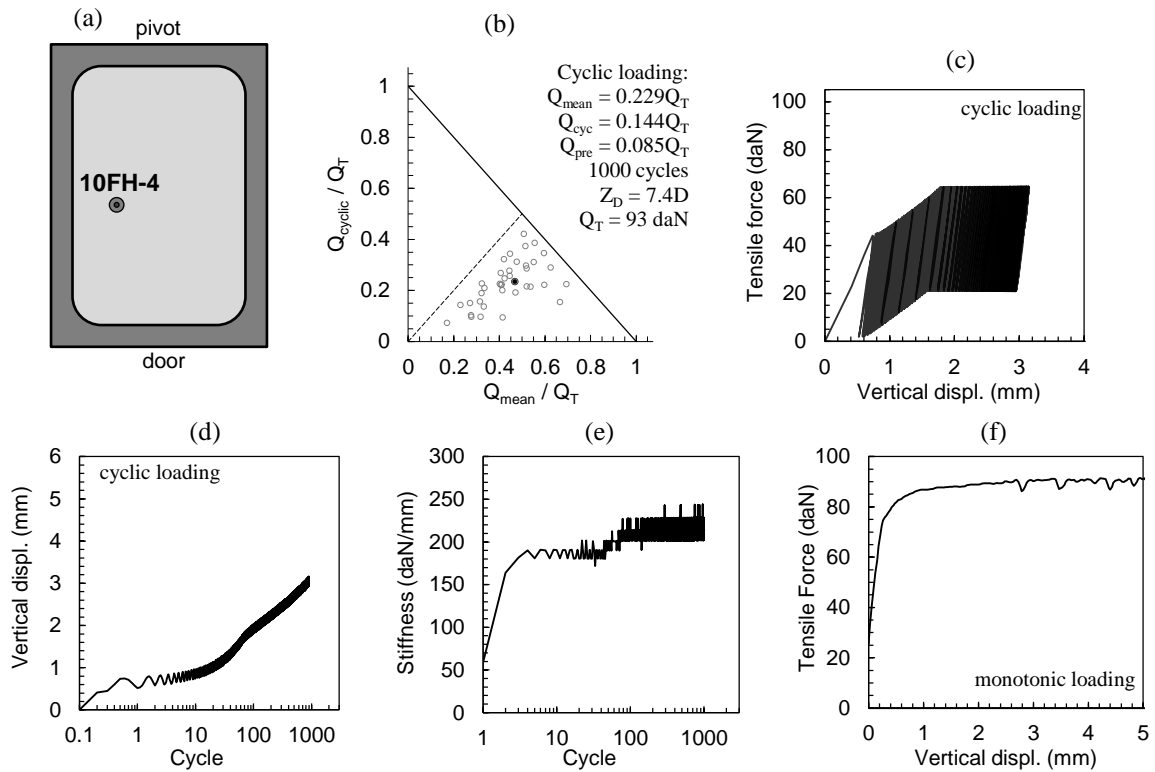 (a)
pivot
10FH-4
door
(b)
Cyclic loading:
Q_mean = 0.229Q_T
Q_cyc = 0.144Q_T
Q_pre = 0.085Q_T
1000 cycles
Z_D = 7.4D
Q_T = 93 daN
Q_cyclic / Q_T
1
0.8
0.6
0.4
0.2
0
0 0.2 0.4 0.6 0.8 1
Q_mean / Q_T
(c)
cyclic loading
Tensile force (daN)
100
80
60
40
20
0
0 1 2 3 4
Vertical displ. (mm)
(d)
cyclic loading
Vertical displ. (mm)
6
5
4
3
2
1
0
0.1 1 10 100 1000
Cycle
(e)
Stiffness (daN/mm)
300
250
200
150
100
50
0
1 10 100 1000
Cycle
(f)
Tensile Force (daN)
100
80
60
40
20
0
monotonic loading
0 1 2 3 4 5
Vertical displ. (mm)